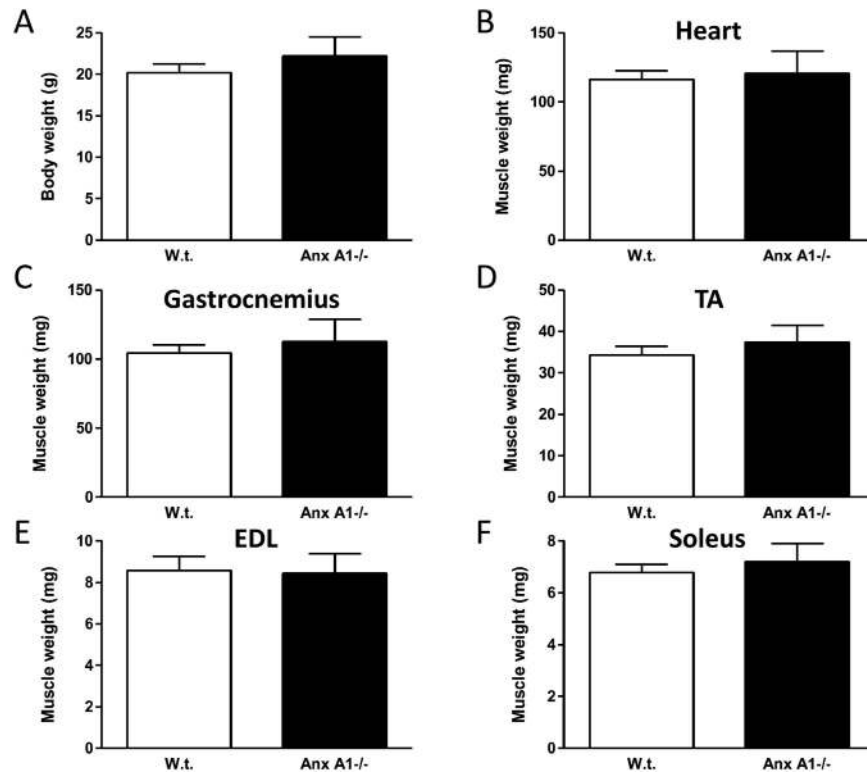 A
Body weight (g)
25
20
15
10
5
0
W.t.
Anx A1-/-
B
Heart
Muscle weight (mg)
150
100
50
0
W.t.
Anx A1-/-
C
Gastrocnemius
Muscle weight (mg)
150
100
50
0
W.t.
Anx A1-/-
D
TA
Muscle weight (mg)
50
40
30
20
10
0
W.t.
Anx A1-/-
E
EDL
Muscle weight (mg)
10
8
6
4
2
0
W.t.
Anx A1-/-
F
Soleus
Muscle weight (mg)
8
6
4
2
0
W.t.
Anx A1-/-